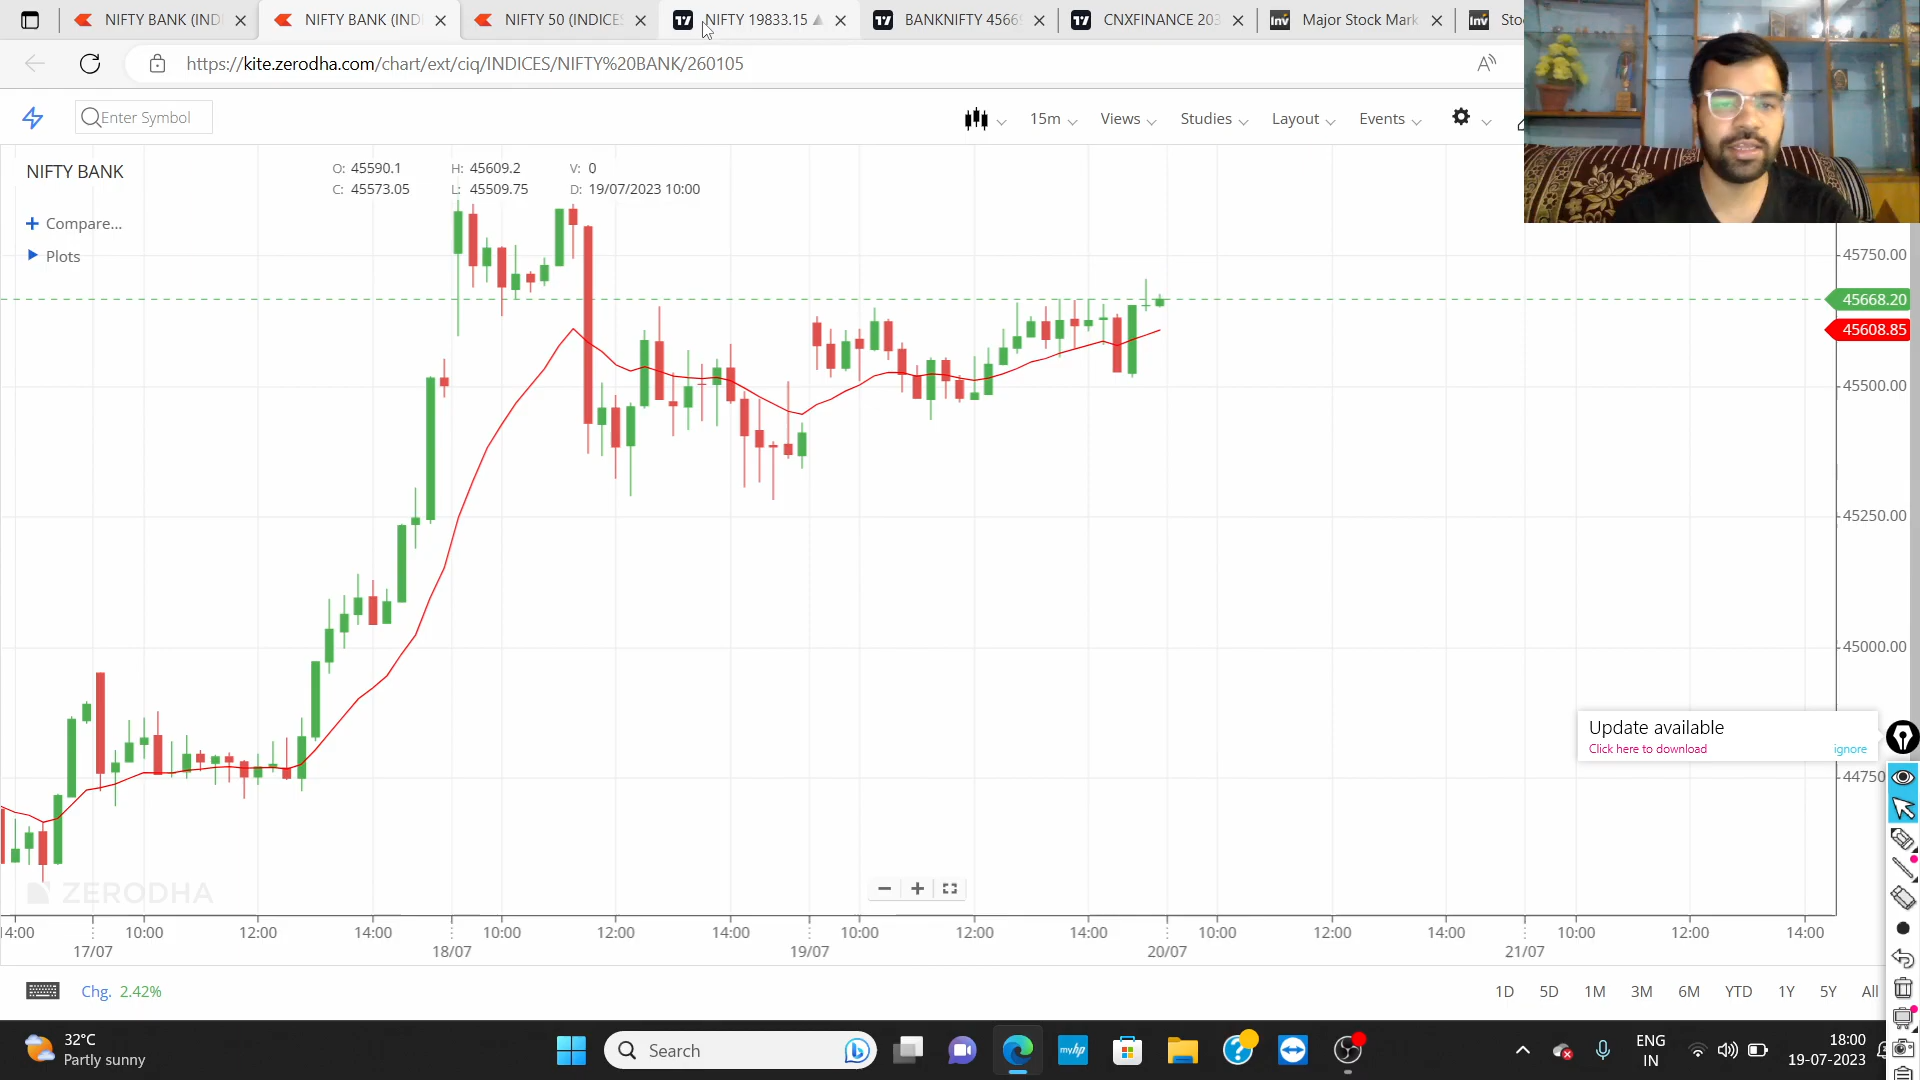 NIFTY BANK (IND
NIFTY BANK (IND
NIFTY 50 (INDICES
NIFTY 19833.15
BANKNIFTY 4566
CNXFINANCE 203
Major Stock Mark
Sto
https://kite.zerodha.com/chart/ext/ciq/INDICES/NIFTY%20BANK/260105
Enter Symbol
15m
Views
Studies
Layout
Events
NIFTY BANK
O: 45590.1 H: 45609.2 V: 0
C: 45573.05 L: 45509.75 D: 19/07/2023 10:00
+ Compare...
Plots
45750.00
45668.20
45608.85
45500.00
45250.00
45000.00
44750
Update available
Click here to download ignore
ZERODHA
14:00 10:00 12:00 14:00 10:00 12:00 14:00 10:00 12:00 14:00 10:00 12:00 14:00 10:00 12:00 14:00
17/07 18/07 19/07 20/07 21/07
Chg. 2.42%
1D 5D 1M 3M 6M YTD 1Y 5Y All
32°C
Partly sunny
Search
myhp
ENG
IN
18:00
19-07-2023